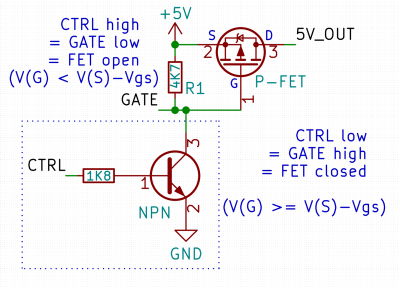 CTRL high
= GATE low
= FET open
(V(G) < V(S)-Vgs)
+5V
S
D
5V_OUT
2
3
4K7
R1
G
P-FET
GATE
1
CTRL low
= GATE high
= FET closed
(V(G) >= V(S)-Vgs)
CTRL
1K8
1
3
NPN
2
GND